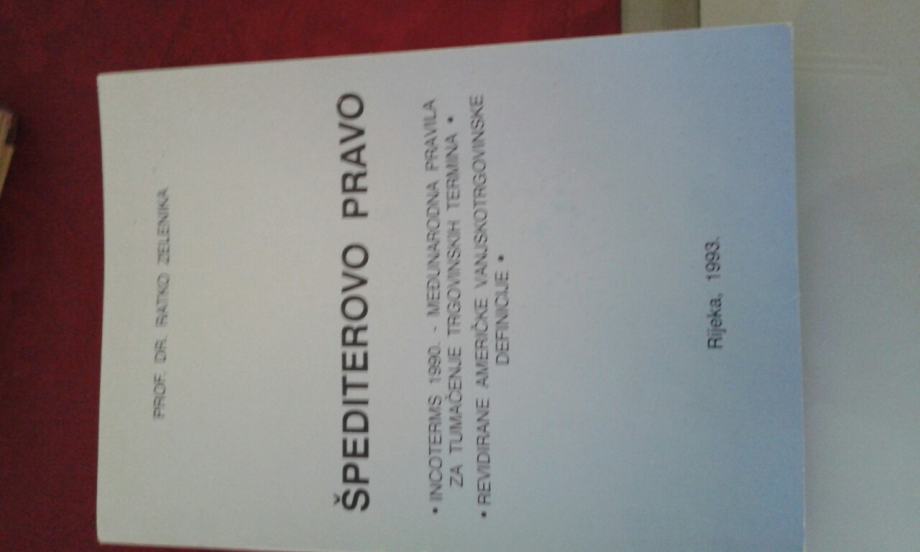 PROF. DR. RATKO ZELENIKA
ŠPEDITEROVO PRAVO
• INCOTERMS 1990. - MEĐUNARODNA PRAVILA
ZA TUMAČENJE TRGOVINSKIH TERMINA •
• REVIDIRANE AMERIČKE VANJSKOTRGOVINSKE
DEFINICIJE •
Rijeka, 1993.